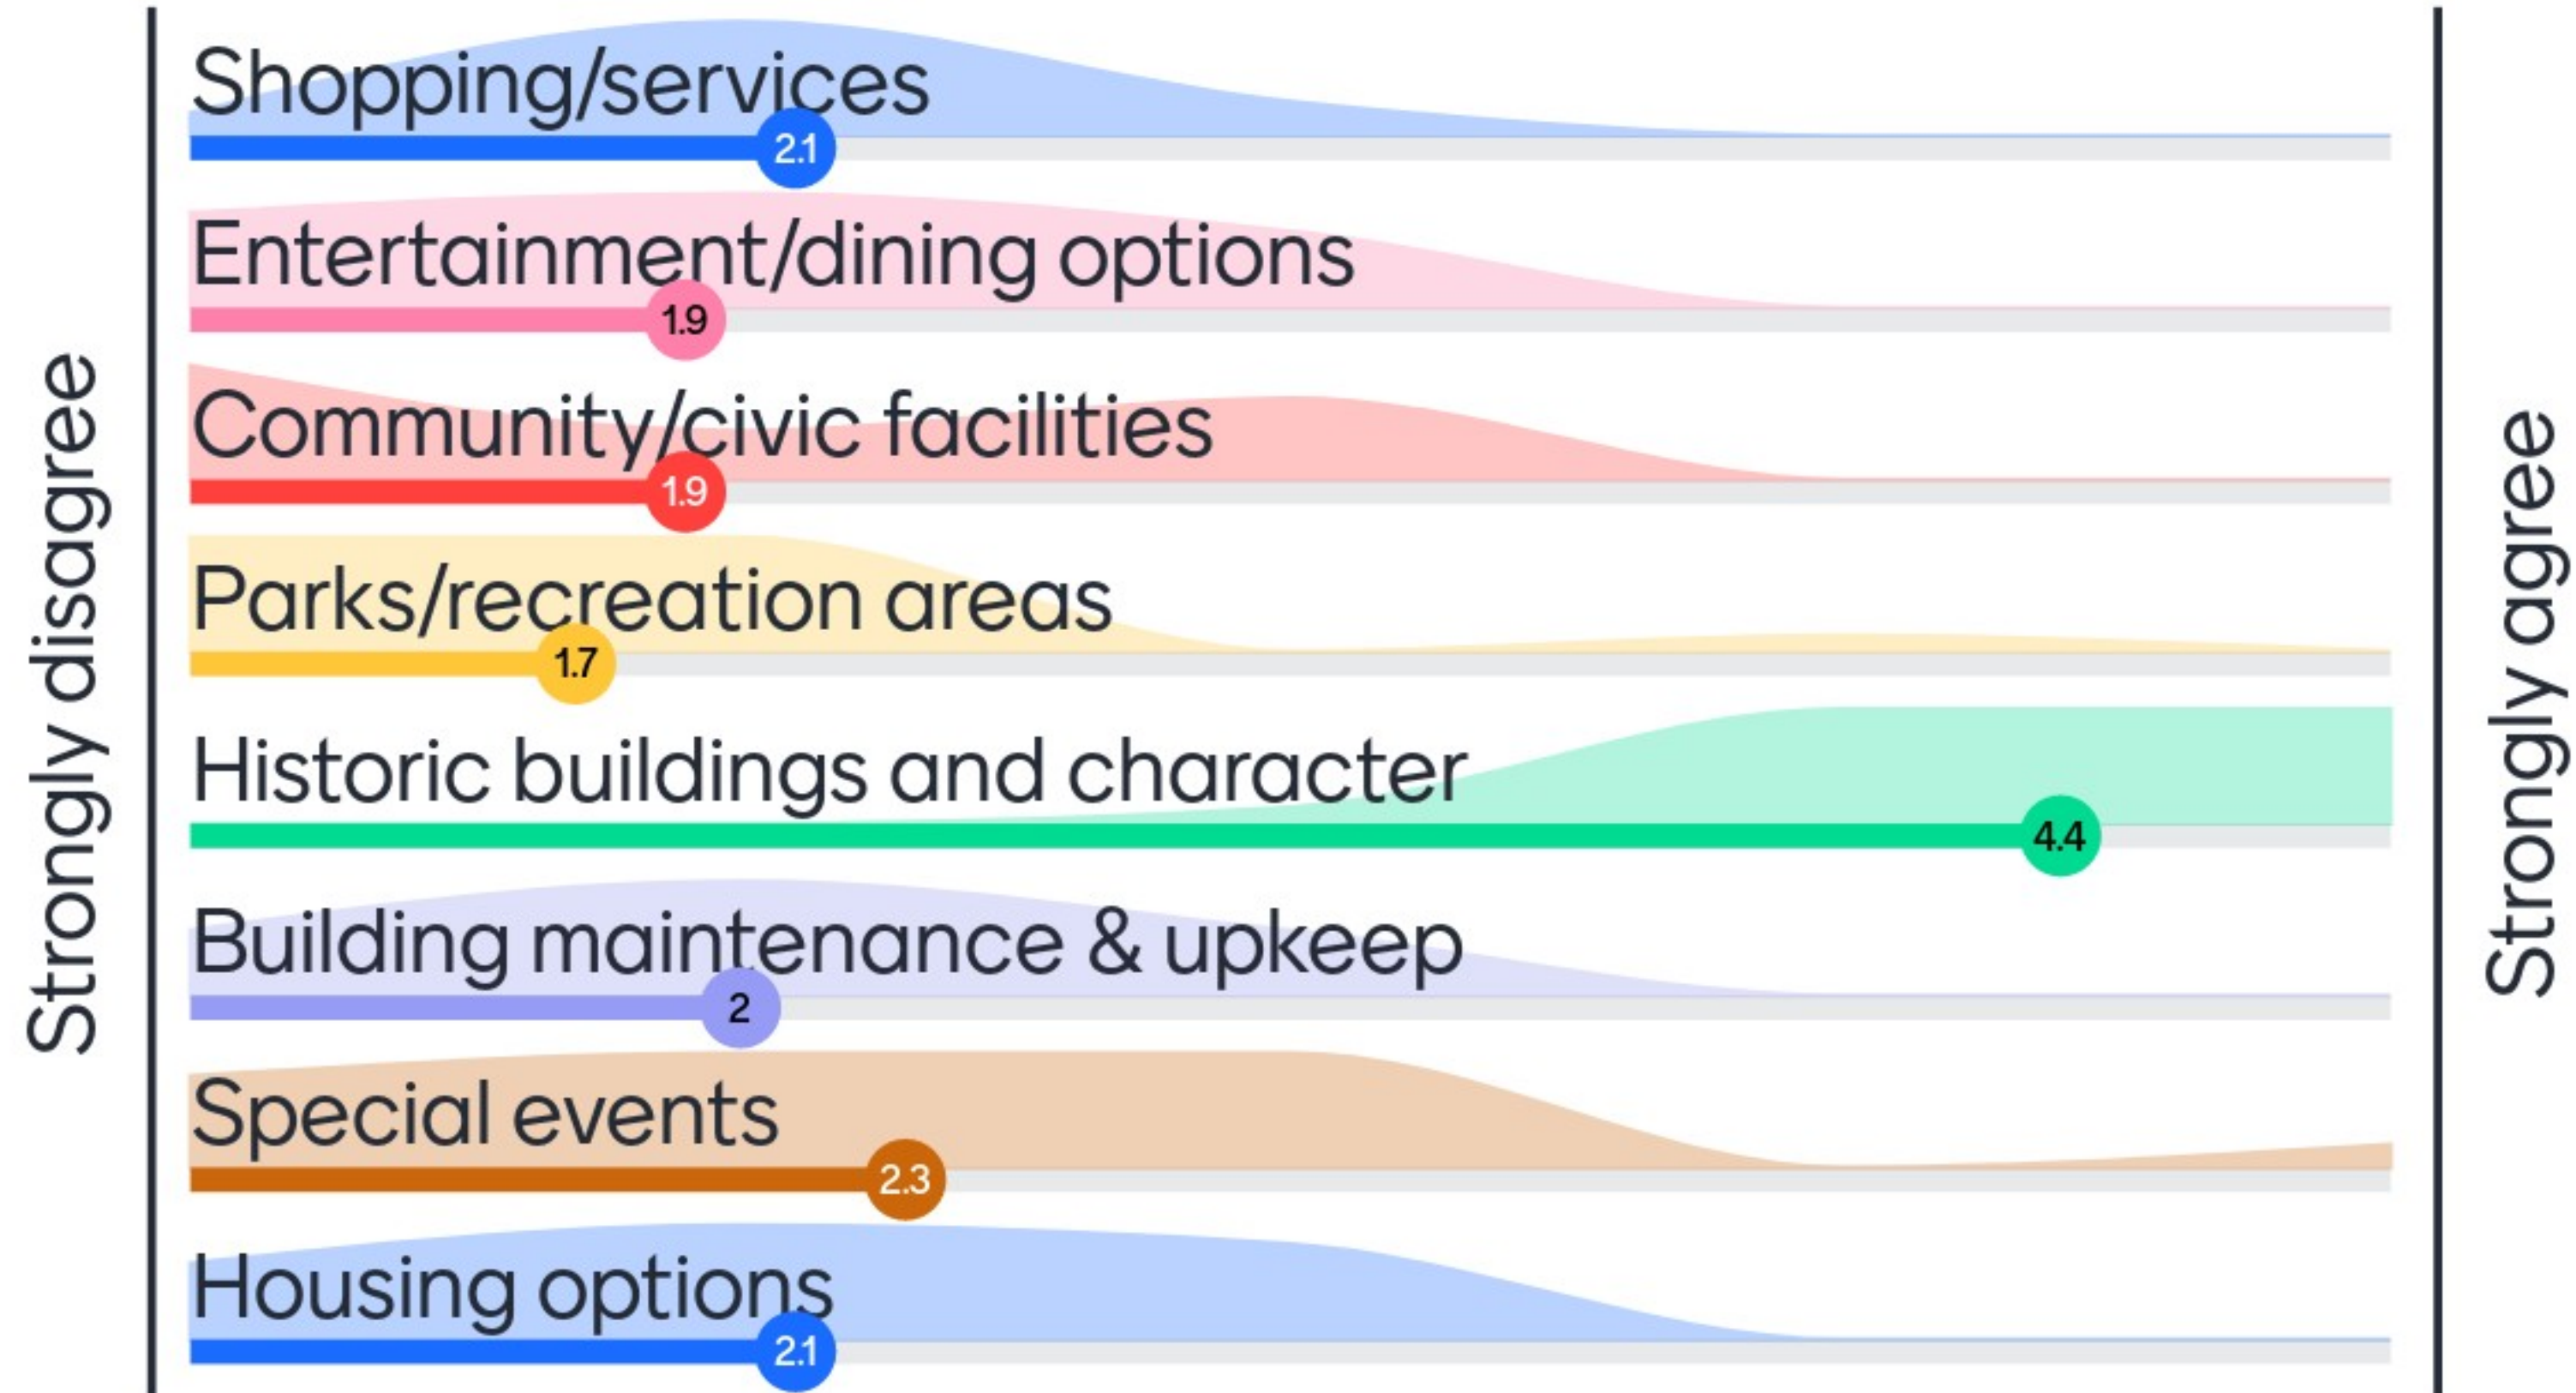 Strongly disagree
Shopping/services
2.1
Entertainment/dining options
1.9
Community/civic facilities
1.9
Parks/recreation areas
1.7
Historic buildings and character
4.4
Building maintenance & upkeep
2
Special events
2.3
Housing options
2.1
Strongly agree